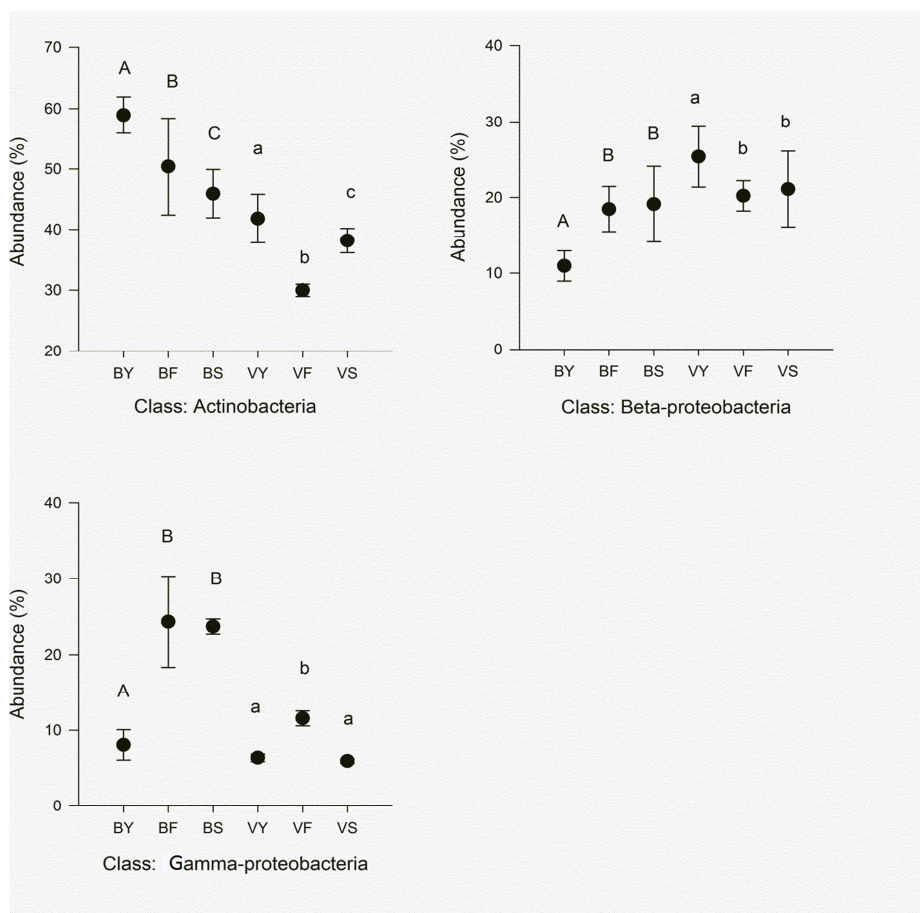 70
60
50
40
30
20
Abundance (%)
A
B
C
a
b
c
BY BF BS VY VF VS
Class: Actinobacteria
40
30
20
10
0
Abundance (%)
A
B
B
a
b
b
BY BF BS VY VF VS
Class: Beta-proteobacteria
40
30
20
10
0
Abundance (%)
A
B
B
a
b
a
BY BF BS VY VF VS
Class: Gamma-proteobacteria